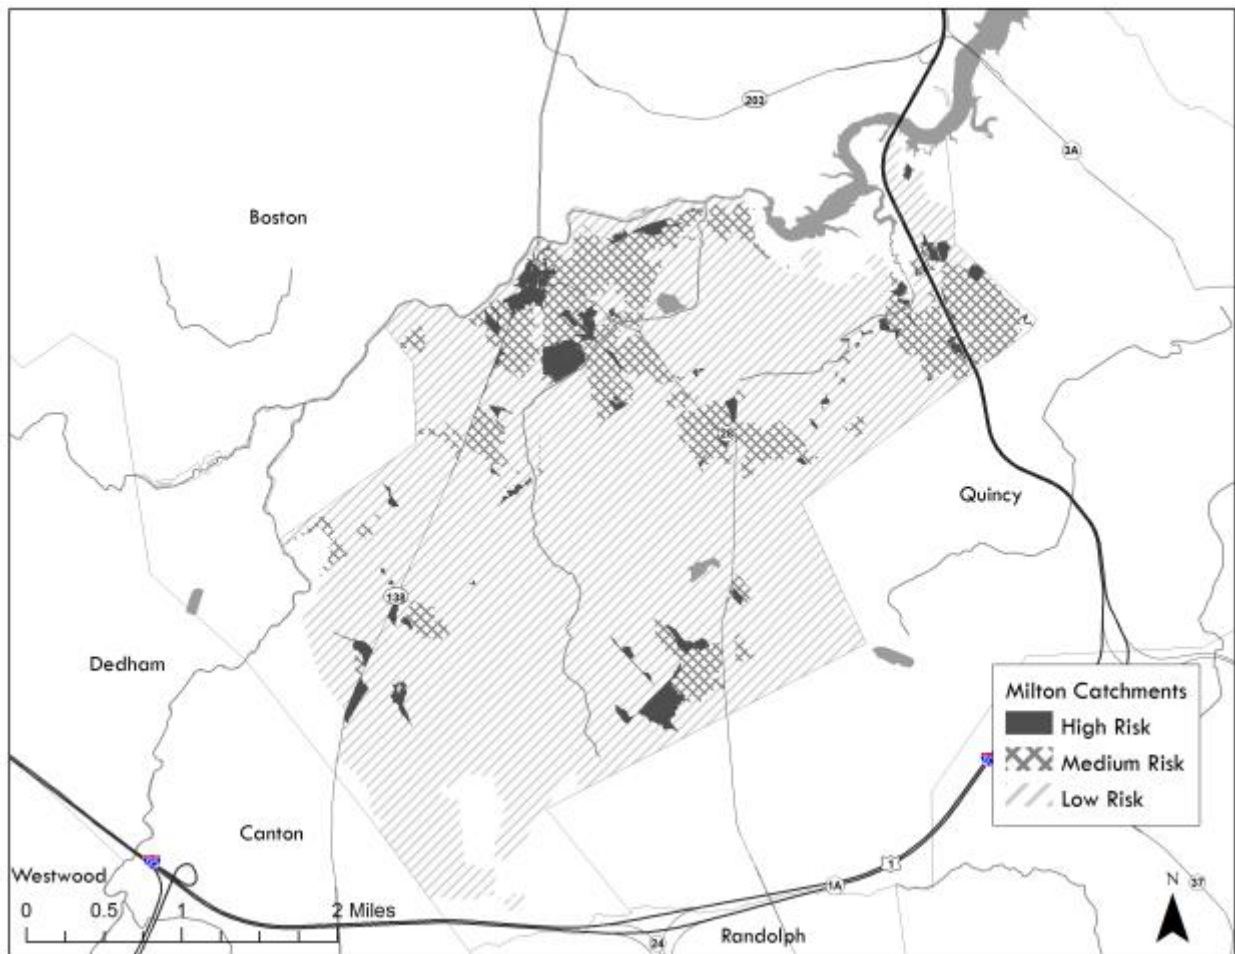 203
3A
Boston
28
Quincy
138
Dedham
Milton Catchments
High Risk
Medium Risk
Low Risk
Canton
Westwood
1
1A
37
N
0 0.5 1 2 Miles
24
Randolph